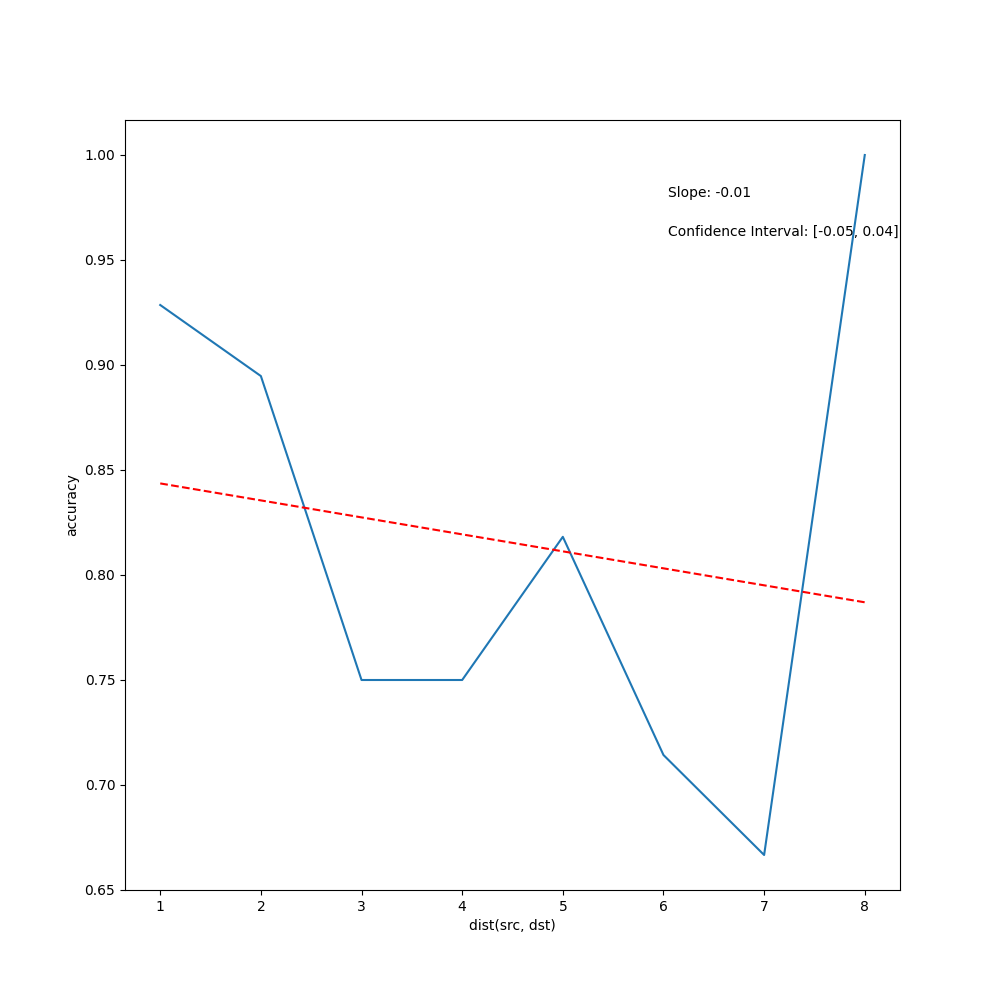 1.00
0.95
0.90
0.85
0.80
0.75
0.70
0.65
accuracy
Slope: -0.01
Confidence Interval: [-0.05, 0.04]
1 2 3 4 5 6 7 8
dist(src, dst)